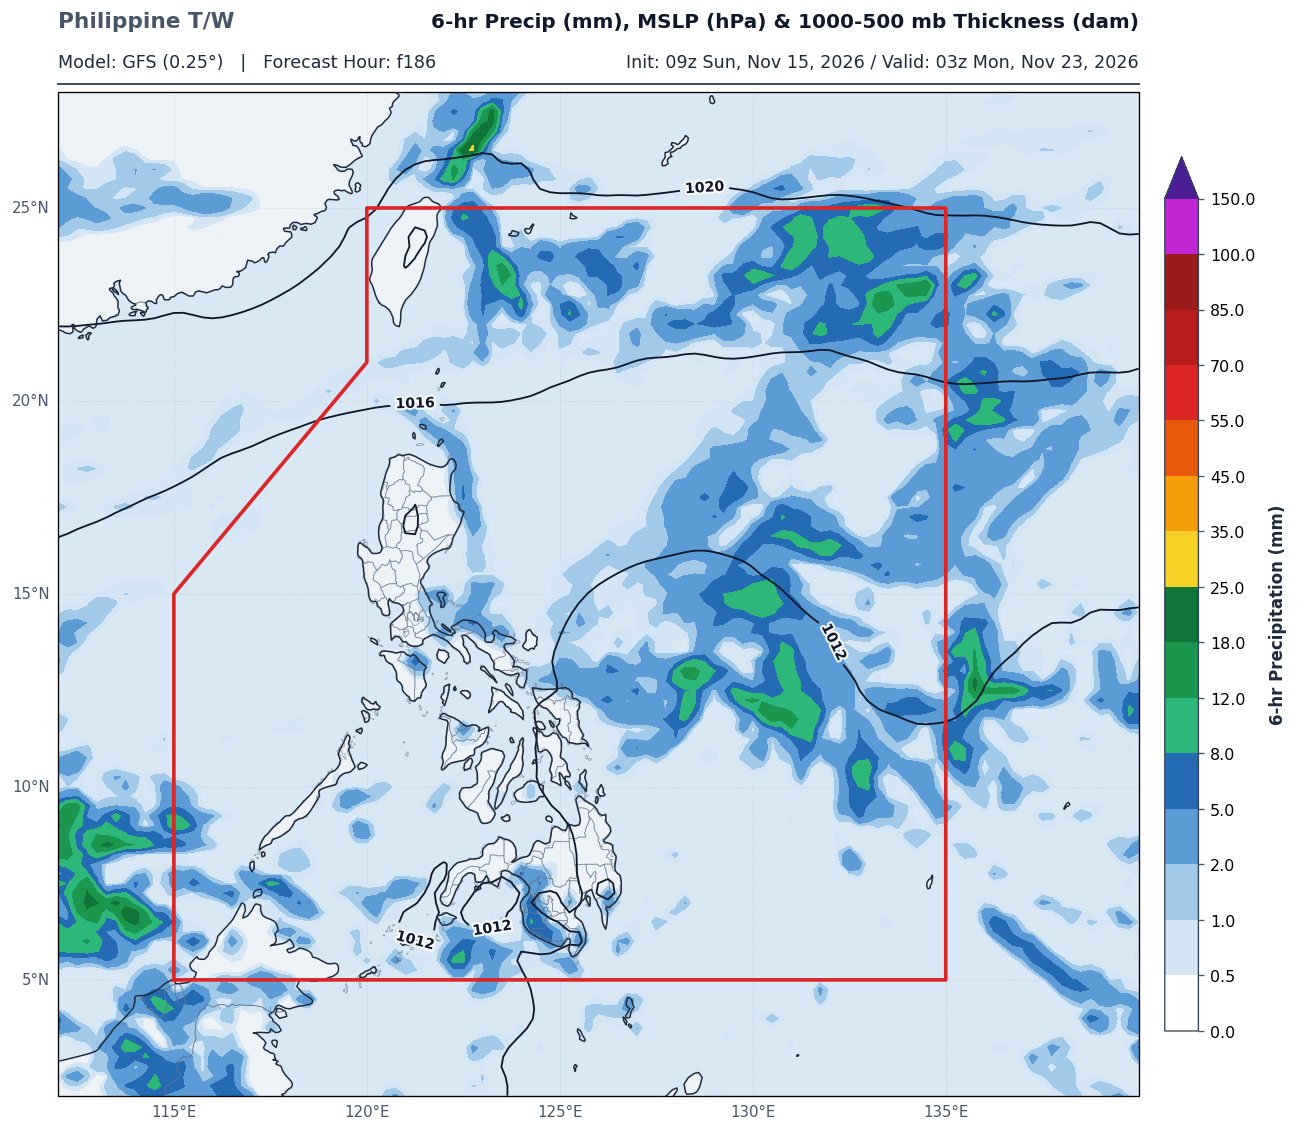 Philippine T/W
6-hr Precip (mm), MSLP (hPa) & 1000-500 mb Thickness (dam)
Model: GFS (0.25°) | Forecast Hour: f186
Init: 09z Sun, Nov 15, 2026 / Valid: 03z Mon, Nov 23, 2026
25°N
20°N
15°N
10°N
5°N
115°E
120°E
125°E
130°E
135°E
1020
1016
1012
1012
1012
150.0
100.0
85.0
70.0
55.0
45.0
35.0
25.0
18.0
12.0
8.0
5.0
2.0
1.0
0.5
0.0
6-hr Precipitation (mm)